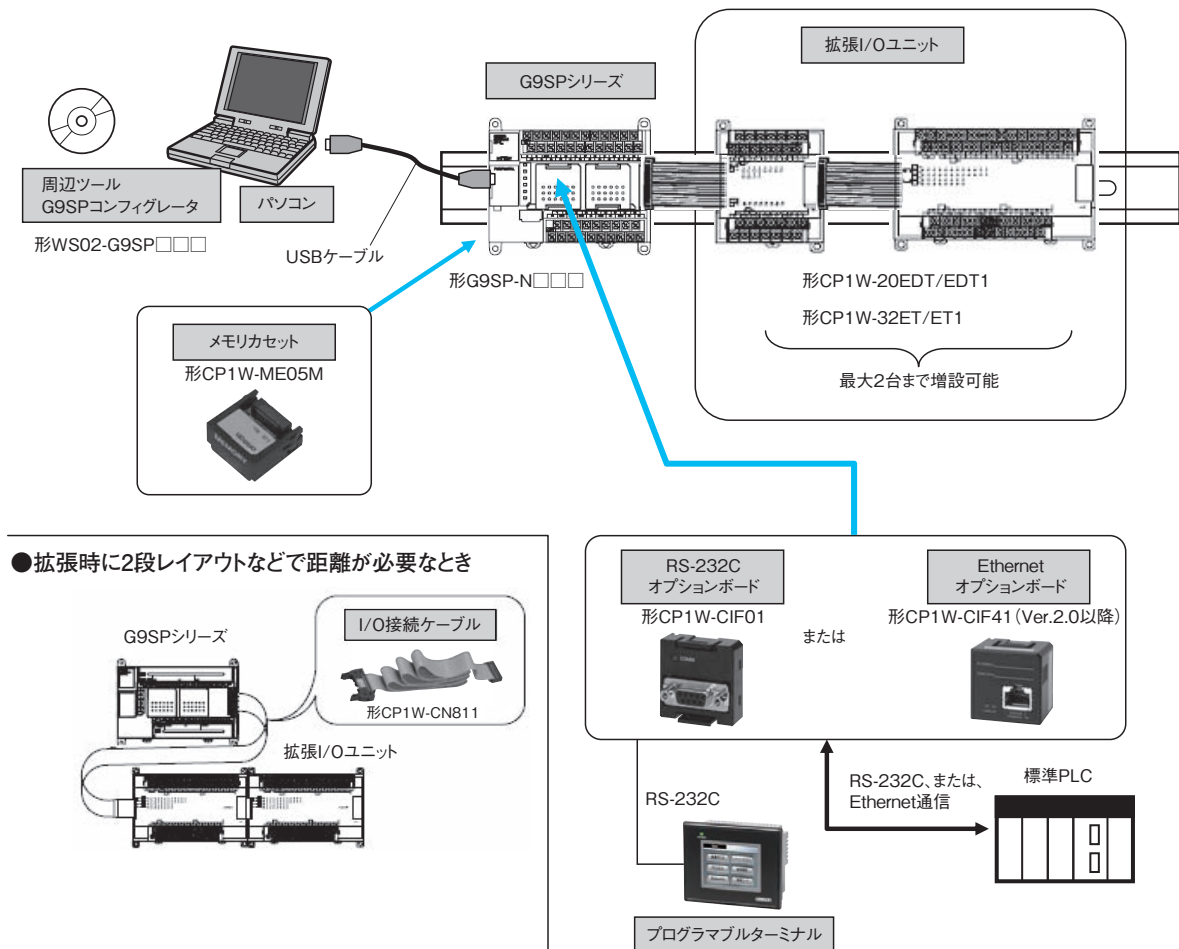 拡張I/Oユニット
G9SPシリーズ
周辺ツール
G9SPコンフィグレータ
パソコン
形WS02-G9SP□□□
USBケーブル
形G9SP-N□□□
形CP1W-20EDT/EDT1
形CP1W-32ET/ET1
最大2台まで増設可能
メモリカセット
形CP1W-ME05M
●拡張時に2段レイアウトなどで距離が必要なとき
G9SPシリーズ
I/O接続ケーブル
形CP1W-CN811
拡張I/Oユニット
RS-232C
オプションボード
形CP1W-CIF01
または
Ethernet
オプションボード
形CP1W-CIF41(Ver.2.0以降)
RS-232C
RS-232C、または、
Ethernet通信
標準PLC
プログラマブルターミナル